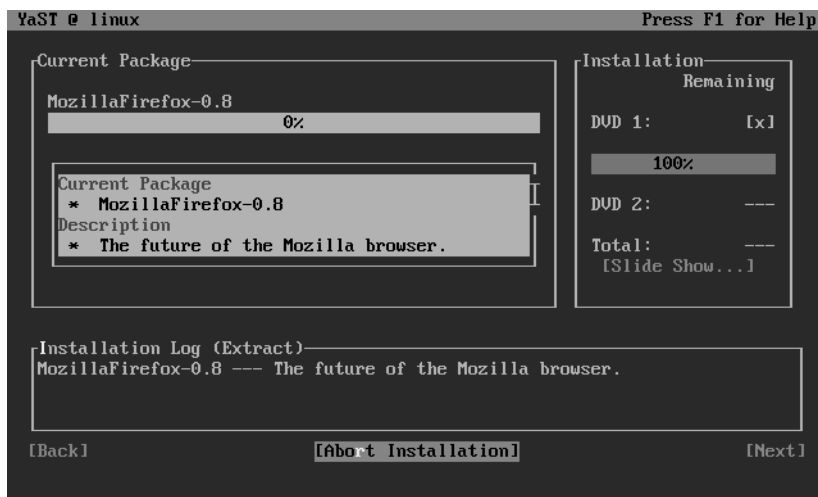 YaST @ linux Press F1 for Help
Current Package
MozillaFirefox-0.8
0%
Current Package
* MozillaFirefox-0.8
Description
* The future of the Mozilla browser.
Installation
Remaining
DVD 1: [x]
100%
DVD 2: ---
Total: ---
[Slide Show...]
Installation Log (Extract)
MozillaFirefox-0.8 --- The future of the Mozilla browser.
[Back] [Abort Installation] [Next]